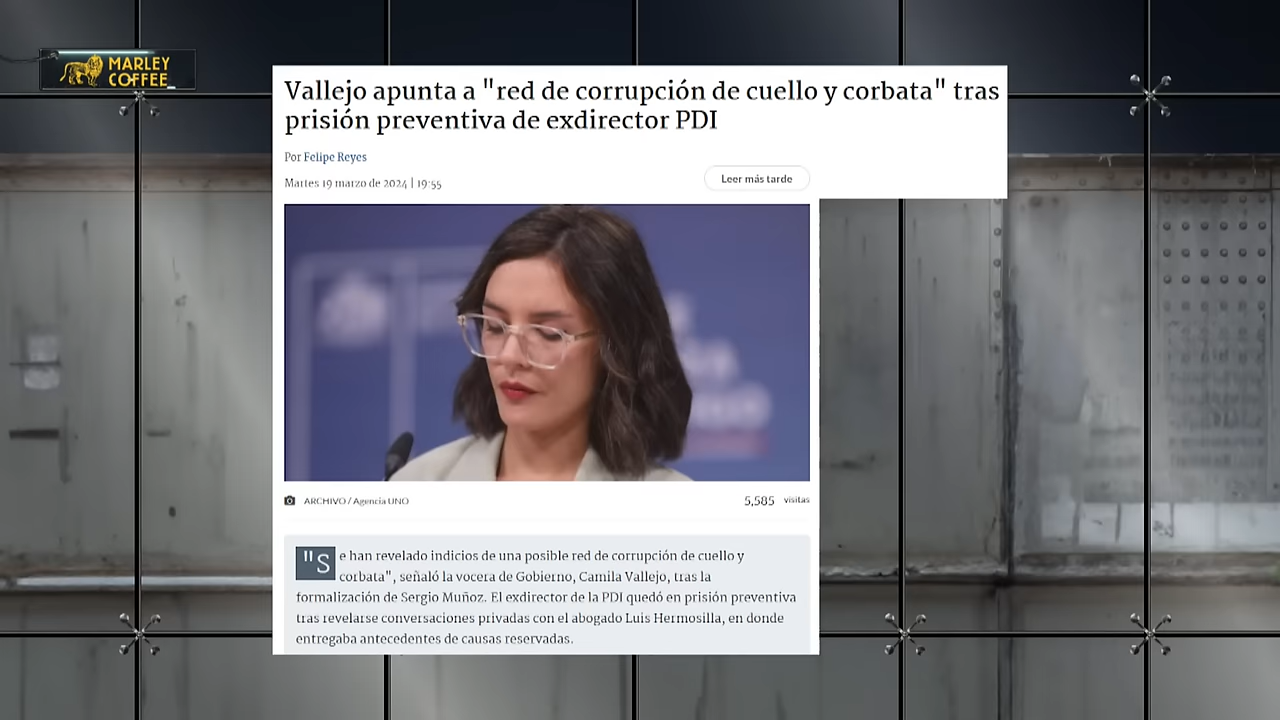 MARLEY
COFFEE
Vallejo apunta a "red de corrupción de cuello y corbata" tras
prisión preventiva de exdirector PDI
Por Felipe Reyes
Martes 19 marzo de 2024 | 19:55
Leer más tarde
ARCHIVO / Agencia UNO
5,585 visitas
"S e han revelado indicios de una posible red de corrupción de cuello y
corbata", señaló la vocera de Gobierno, Camila Vallejo, tras la
formalización de Sergio Muñoz. El exdirector de la PDI quedó en prisión preventiva
tras revelarse conversaciones privadas con el abogado Luis Hermosilla, en donde
entregaba antecedentes de causas reservadas.